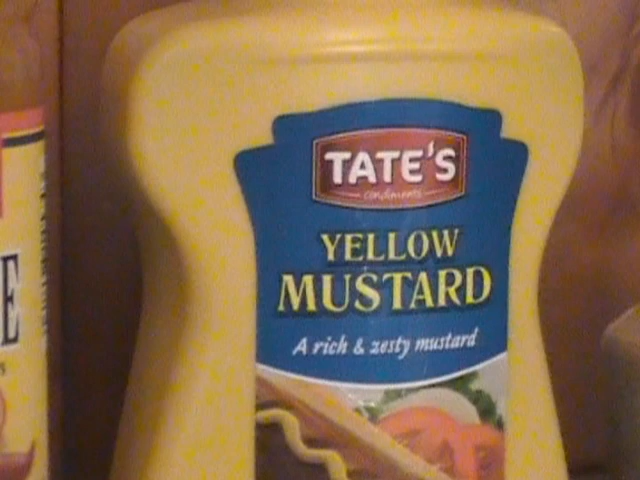 TATE'S
condiments
YELLOW
MUSTARD
A rich & zesty mustard
E
S